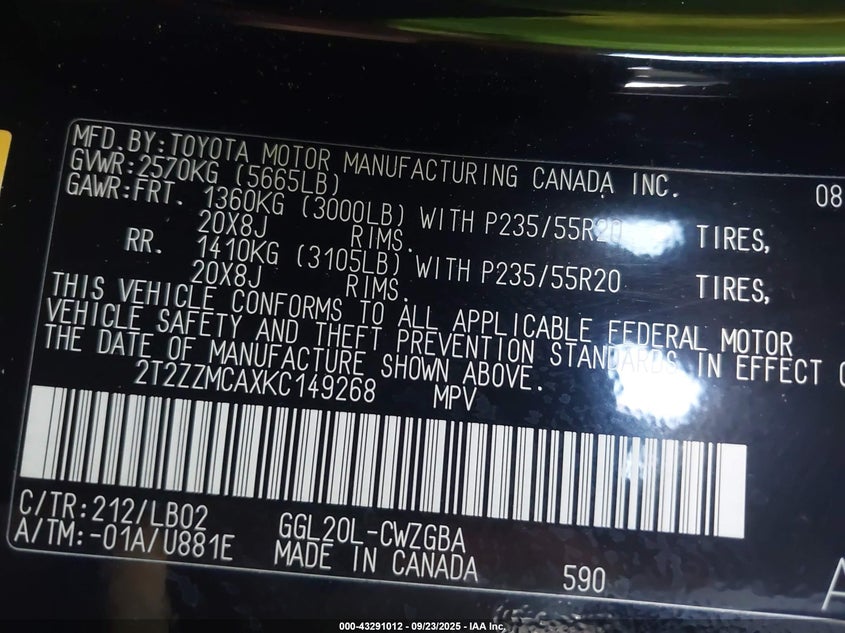 MFD.BY:TOYOTA MOTOR MANUFACTURING CANADA INC. 08
GVWR:2570KG (5665LB)
GAWR:FRT. 1360KG (3000LB) WITH P235/55R20 TIRES,
20X8J RIMS.
RR. 1410KG (3105LB) WITH P235/55R20 TIRES,
20X8J RIMS.
THIS VEHICLE CONFORMS TO ALL APPLICABLE FEDERAL MOTOR
VEHICLE SAFETY AND THEFT PREVENTION STANDARDS IN EFFECT
THE DATE OF MANUFACTURE SHOWN ABOVE.
2T2ZZMCAXKC149268 MPV
C/TR:212/LB02 GGL20L-CWZGBA
A/TM:-01A/U881E MADE IN CANADA 590
000-43291012 - 09/23/2025 - IAA Inc.